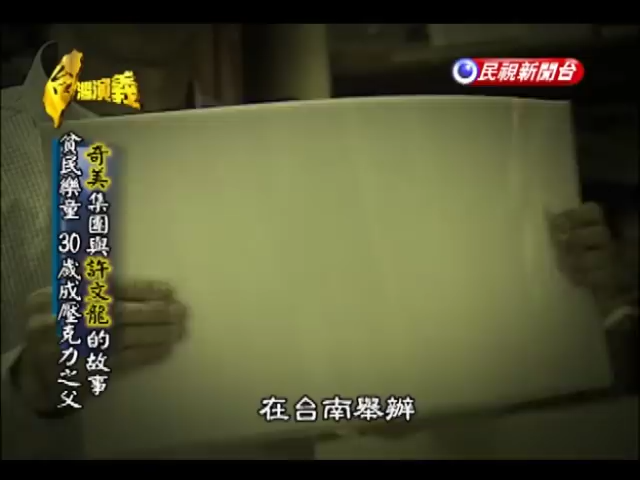 台灣演義
民視新聞台
奇美集團與許文龍的故事
貧民樂童 30歲成壓克力之父
在台南舉辦